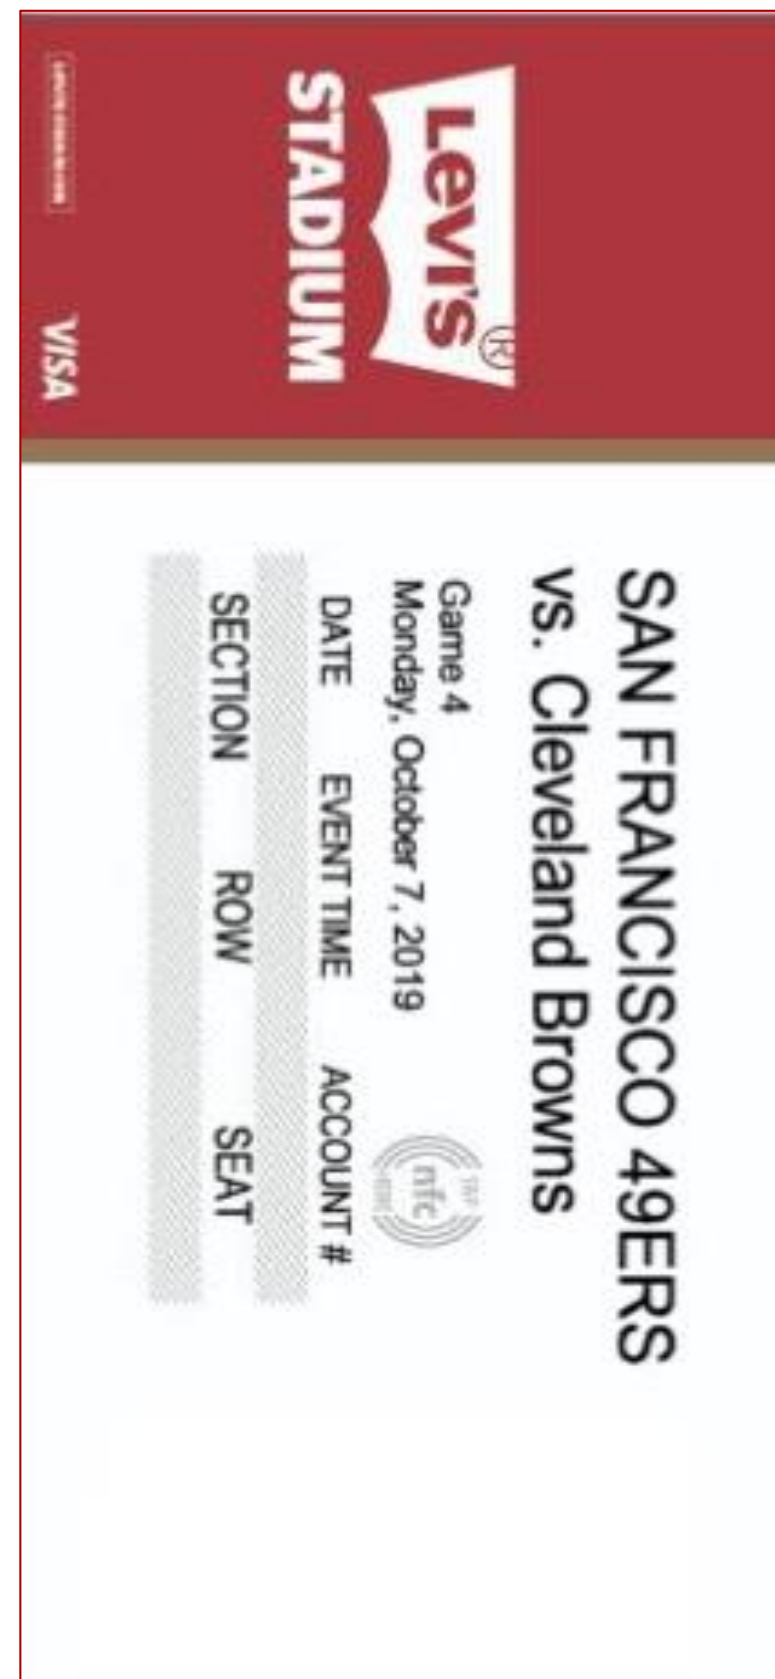 Levi's®
STADIUM
VISA
SAN FRANCISCO 49ERS
vs. Cleveland Browns
Game 4
Monday, October 7, 2019
nfc
DATE EVENT TIME ACCOUNT #
SECTION ROW SEAT